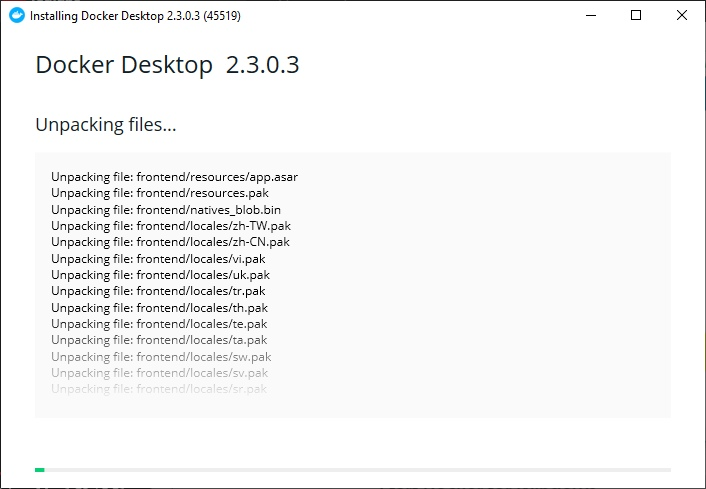 Installing Docker Desktop 2.3.0.3 (45519)
Docker Desktop 2.3.0.3
Unpacking files...
Unpacking file: frontend/resources/app.asar
Unpacking file: frontend/resources.pak
Unpacking file: frontend/natives_blob.bin
Unpacking file: frontend/locales/zh-TW.pak
Unpacking file: frontend/locales/zh-CN.pak
Unpacking file: frontend/locales/vi.pak
Unpacking file: frontend/locales/uk.pak
Unpacking file: frontend/locales/tr.pak
Unpacking file: frontend/locales/th.pak
Unpacking file: frontend/locales/te.pak
Unpacking file: frontend/locales/ta.pak
Unpacking file: frontend/locales/sw.pak
Unpacking file: frontend/locales/sv.pak
Unpacking file: frontend/locales/sr.pak